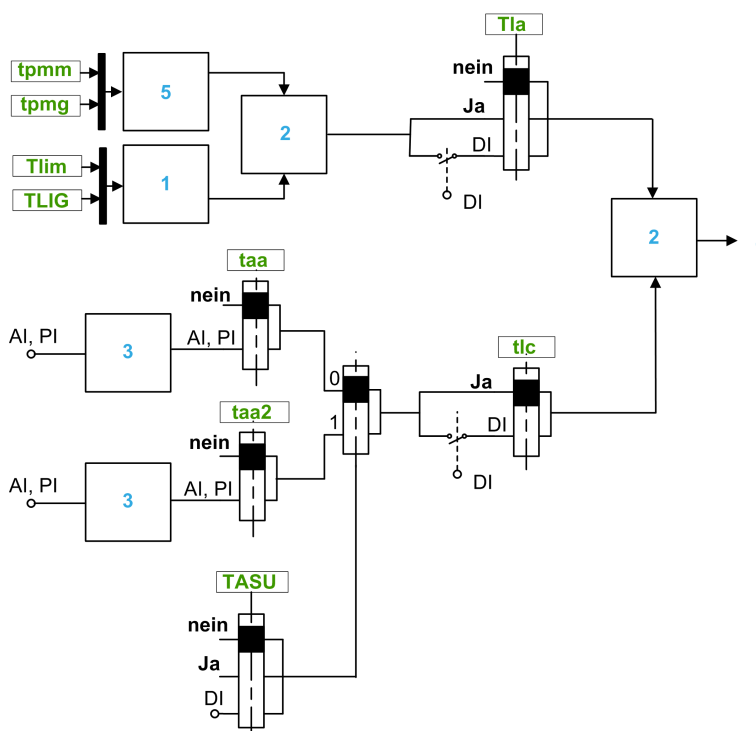 Tla
tpmm
nein
5
tpmg
Ja
2
DI
Tlim
1
TLIG
DI
2
taa
nein
AI, PI
3
AI, PI
tlc
0
Ja
taa2
1
DI
nein
AI, PI
3
AI, PI
DI
TASU
nein
Ja
DI